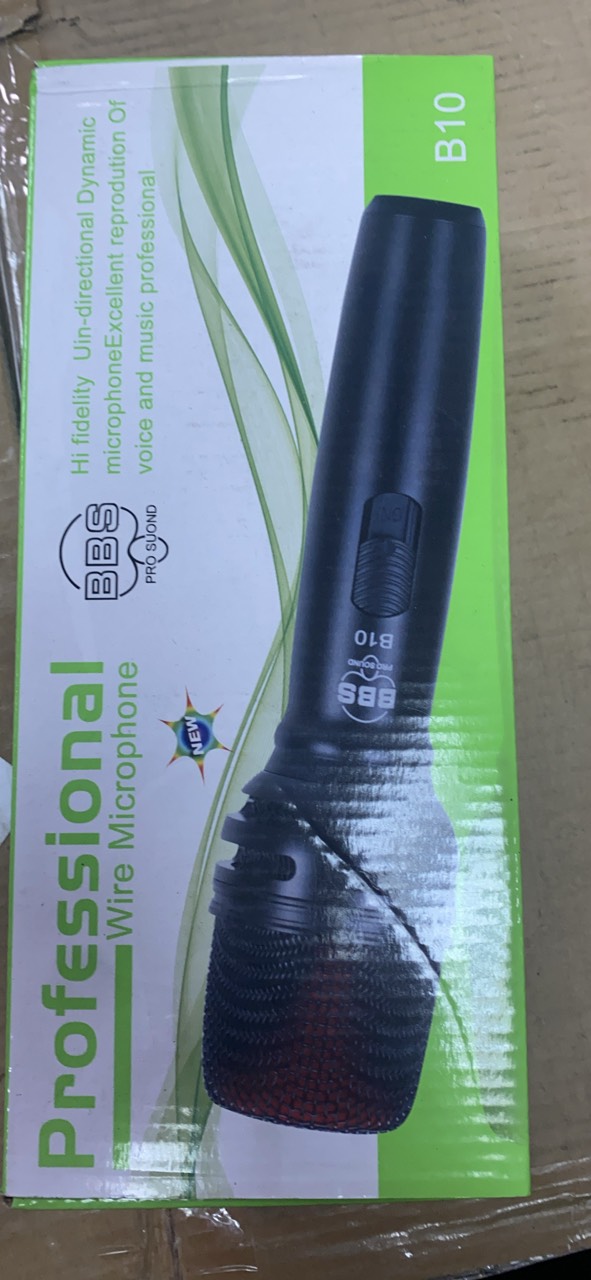 Professional
Wire Microphone
NEW
BBS
PRO SUOND
Hi fidelity Uin-directional Dynamic
microphoneExcellent reprodution Of
voice and music professional
B10
BBS
PRO SOUND
B10